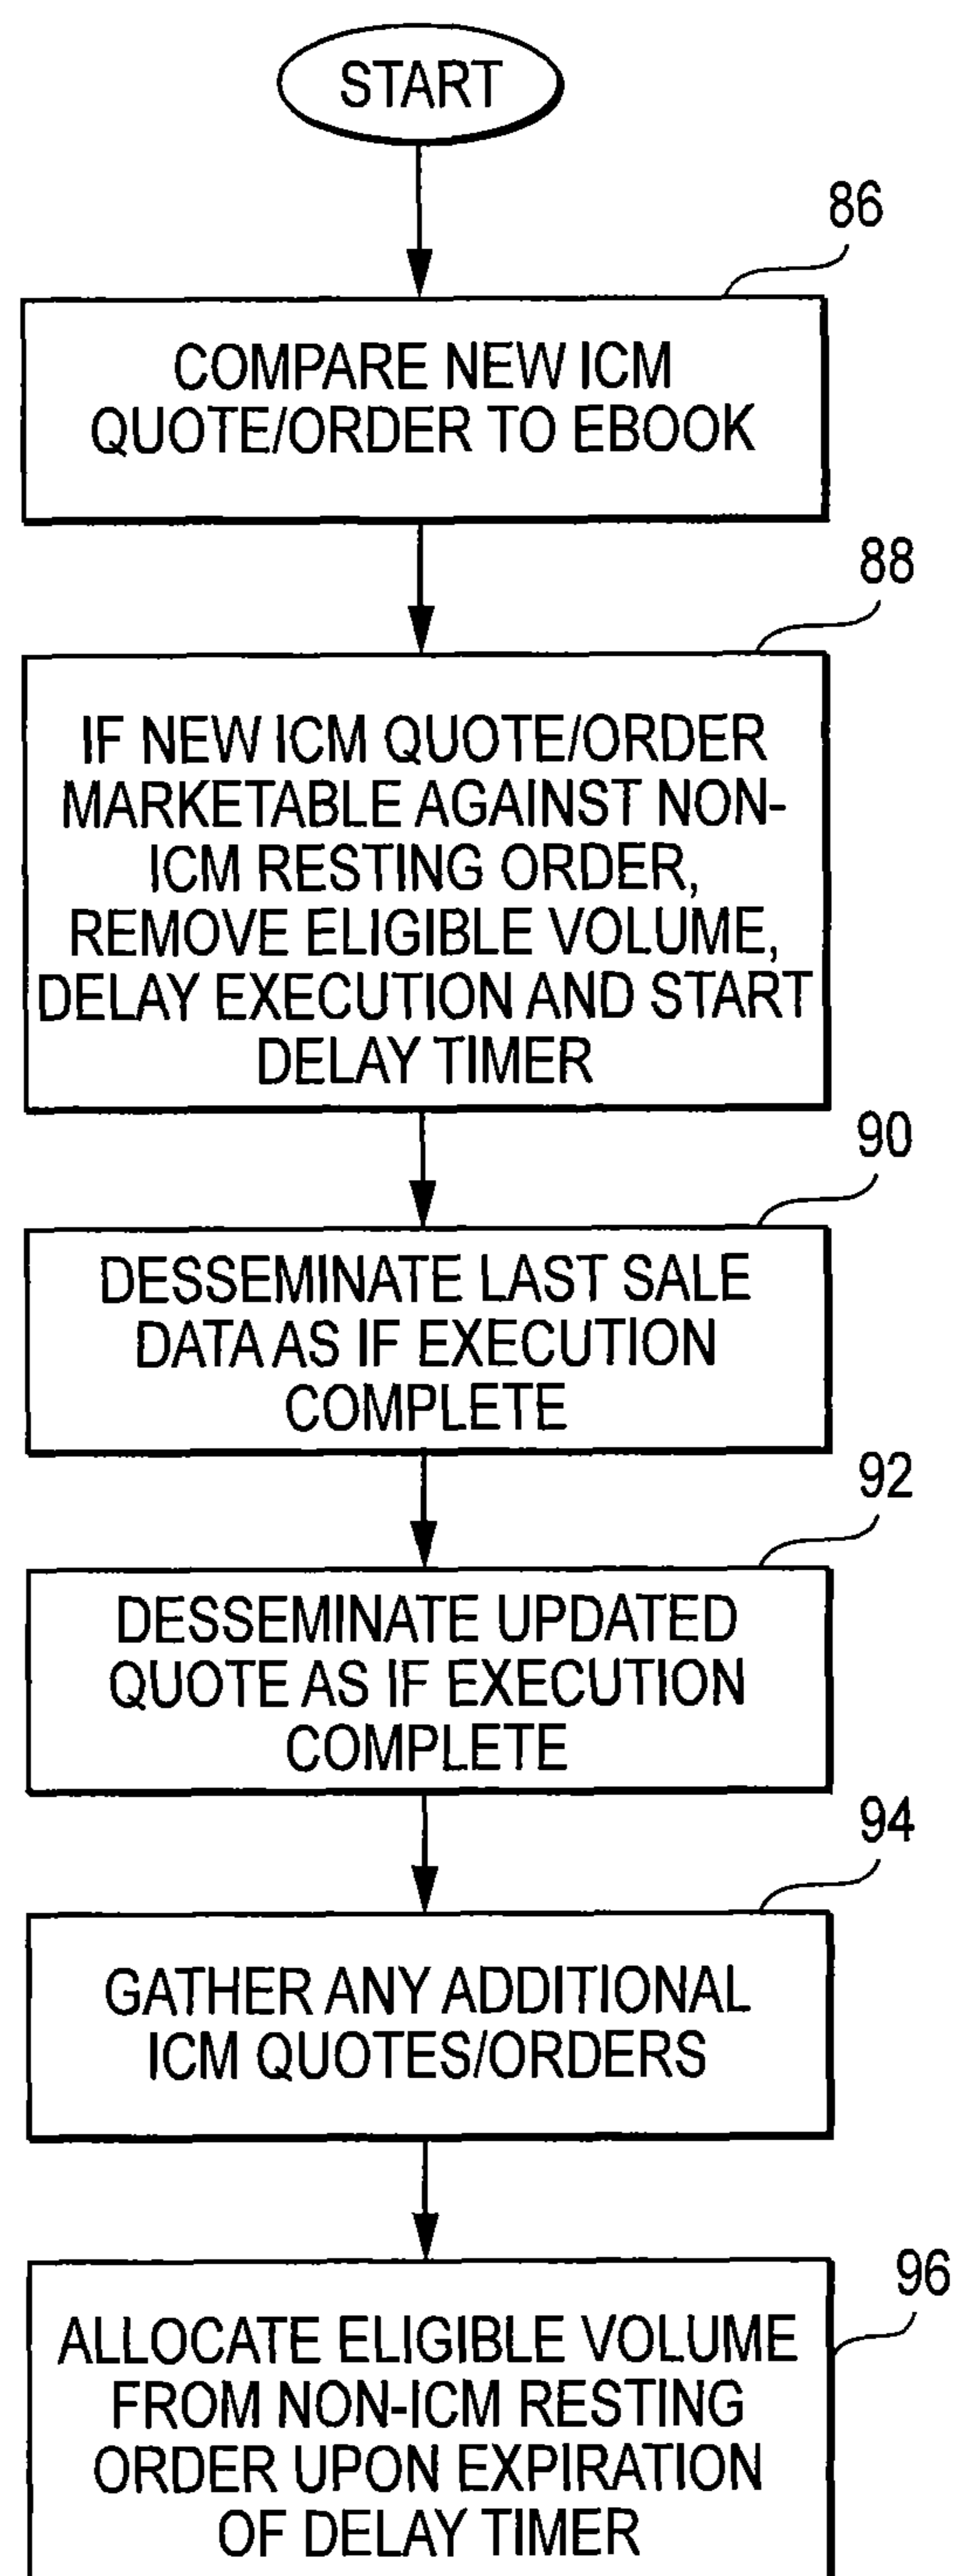 START
86
COMPARE NEW ICM
QUOTE/ORDER TO EBOOK
88
IF NEW ICM QUOTE/ORDER
MARKETABLE AGAINST NON-
ICM RESTING ORDER,
REMOVE ELIGIBLE VOLUME,
DELAY EXECUTION AND START
DELAY TIMER
90
DESSEMINATE LAST SALE
DATA AS IF EXECUTION
COMPLETE
92
DESSEMINATE UPDATED
QUOTE AS IF EXECUTION
COMPLETE
94
GATHER ANY ADDITIONAL
ICM QUOTES/ORDERS
96
ALLOCATE ELIGIBLE VOLUME
FROM NON-ICM RESTING
ORDER UPON EXPIRATION
OF DELAY TIMER